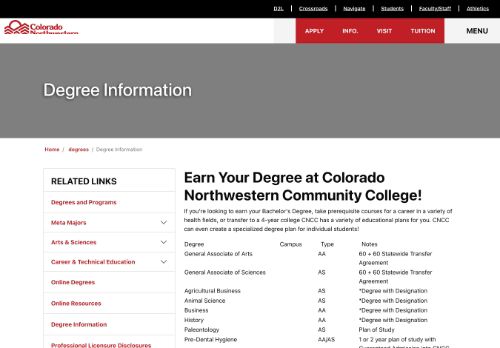 D2L Crossroads Navigate Students Faculty/Staff Athletics
Colorado
Northwestern
APPLY INFO. VISIT TUITION MENU
Degree Information
Home / degrees / Degree Information
RELATED LINKS
Degrees and Programs
Meta Majors
Arts & Sciences
Career & Technical Education
Online Degrees
Online Resources
Degree Information
Professional Licensure Disclosures
Earn Your Degree at Colorado
Northwestern Community College!
If you're looking to earn your Bachelor's Degree, take prerequisite courses for a career in a variety of
health fields, or transfer to a 4-year college CNCC has a variety of educational plans for you. CNCC
can even create a specialized degree plan for individual students!
Degree Campus Type Notes
General Associate of Arts AA 60 + 60 Statewide Transfer
Agreement
General Associate of Sciences AS 60 + 60 Statewide Transfer
Agreement
Agricultural Business AS *Degree with Designation
Animal Science AS *Degree with Designation
Business AA *Degree with Designation
History AA *Degree with Designation
Paleontology AS Plan of Study
Pre-Dental Hygiene AA/AS 1 or 2 year plan of study with
Guaranteed Admission into CNCC